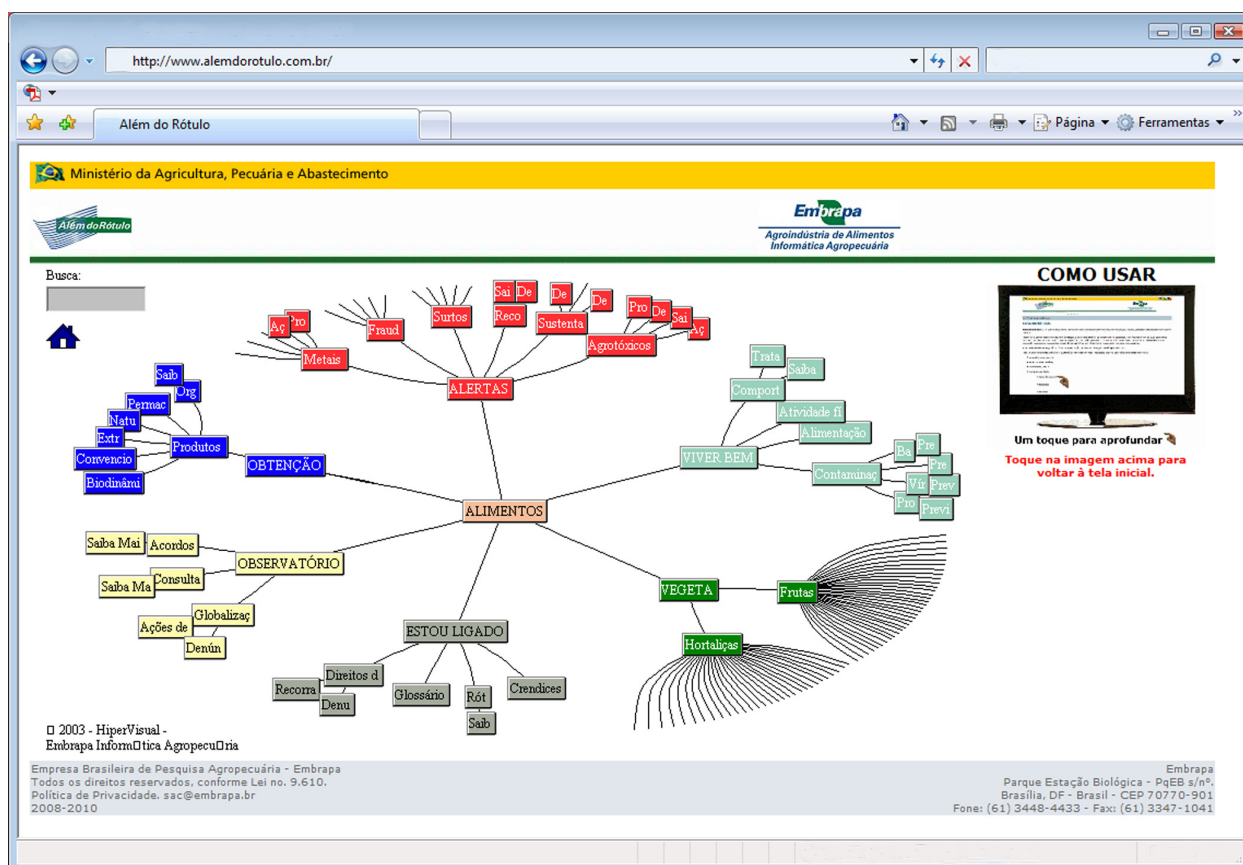 http://www.alemdorotulo.com.br/
Além do Rótulo
Página
Ferramentas
Ministério da Agricultura, Pecuária e Abastecimento
Além do Rótulo
Embrapa
Agroindústria de Alimentos
Informática Agropecuária
Busca:
COMO USAR
Um toque para aprofundar
Toque na imagem acima para
voltar à tela inicial.
ALERTAS
Metais
Aç
Pro
Fraud
Surtos
Reco
Sai
De
Sustenta
De
De
Agrotóxicos
Pro
De
Sai
Aç
OBTENÇÃO
Produtos
Saib
Org
Permac
Natu
Extr
Convencio
Biodinâmi
VIVER BEM
Comport
Trata
Saiba
Atividade fí
Alimentação
Contaminaç
Ba
Pre
Pre
Vír
Prev
Pro
Previ
ALIMENTOS
OBSERVATÓRIO
Acordos
Saiba Mai
Consulta
Saiba Ma
Globalizaç
Ações de
Denún
VEGETA
Frutas
Hortaliças
ESTOU LIGADO
Direitos d
Recorra
Denu
Glossário
Rót
Saib
Crendices
□ 2003 - HiperVisual -
Embrapa Inform□tica Agropecu□ria
Empresa Brasileira de Pesquisa Agropecuária - Embrapa
Todos os direitos reservados, conforme Lei no. 9.610.
Política de Privacidade. sac@embrapa.br
2008-2010
Embrapa
Parque Estação Biológica - PqEB s/nº.
Brasília, DF - Brasil - CEP 70770-901
Fone: (61) 3448-4433 - Fax: (61) 3347-1041